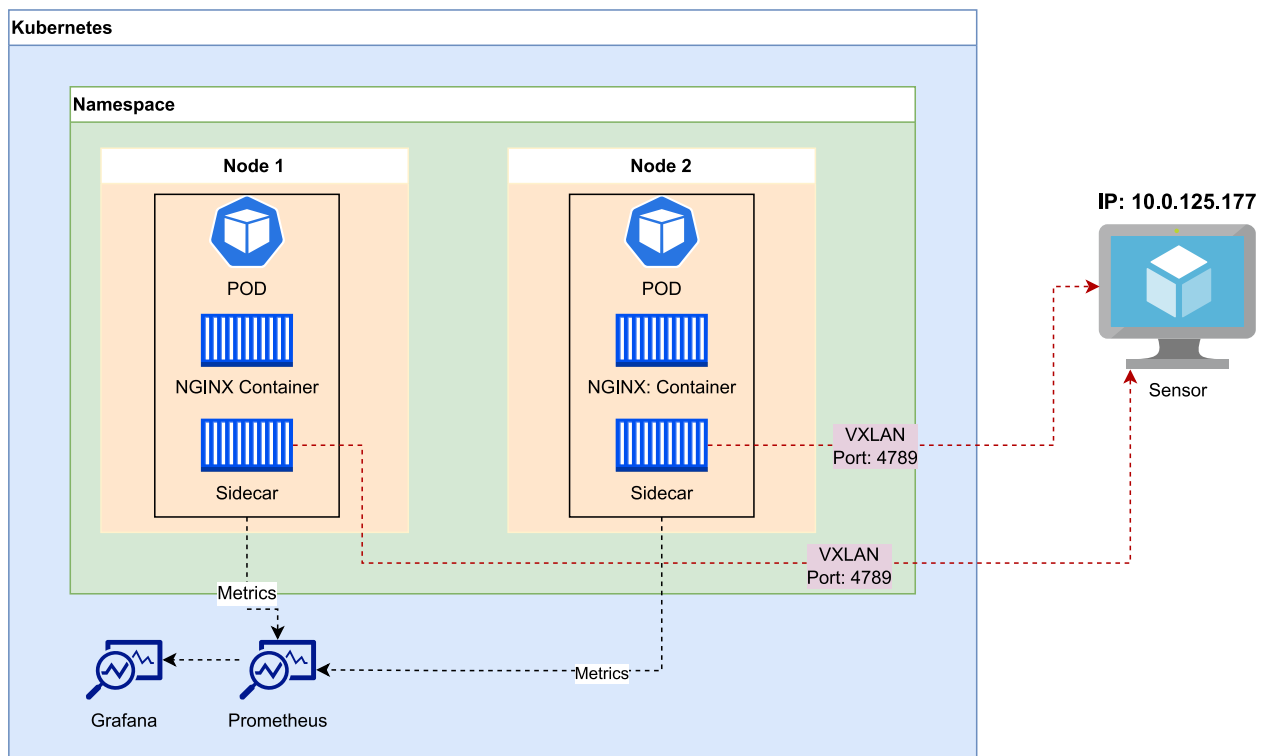 Kubernetes
Namespace
Node 1
Node 2
POD
POD
NGINX Container
NGINX: Container
Sidecar
Sidecar
IP: 10.0.125.177
Sensor
VXLAN
Port: 4789
VXLAN
Port: 4789
Metrics
Metrics
Grafana
Prometheus